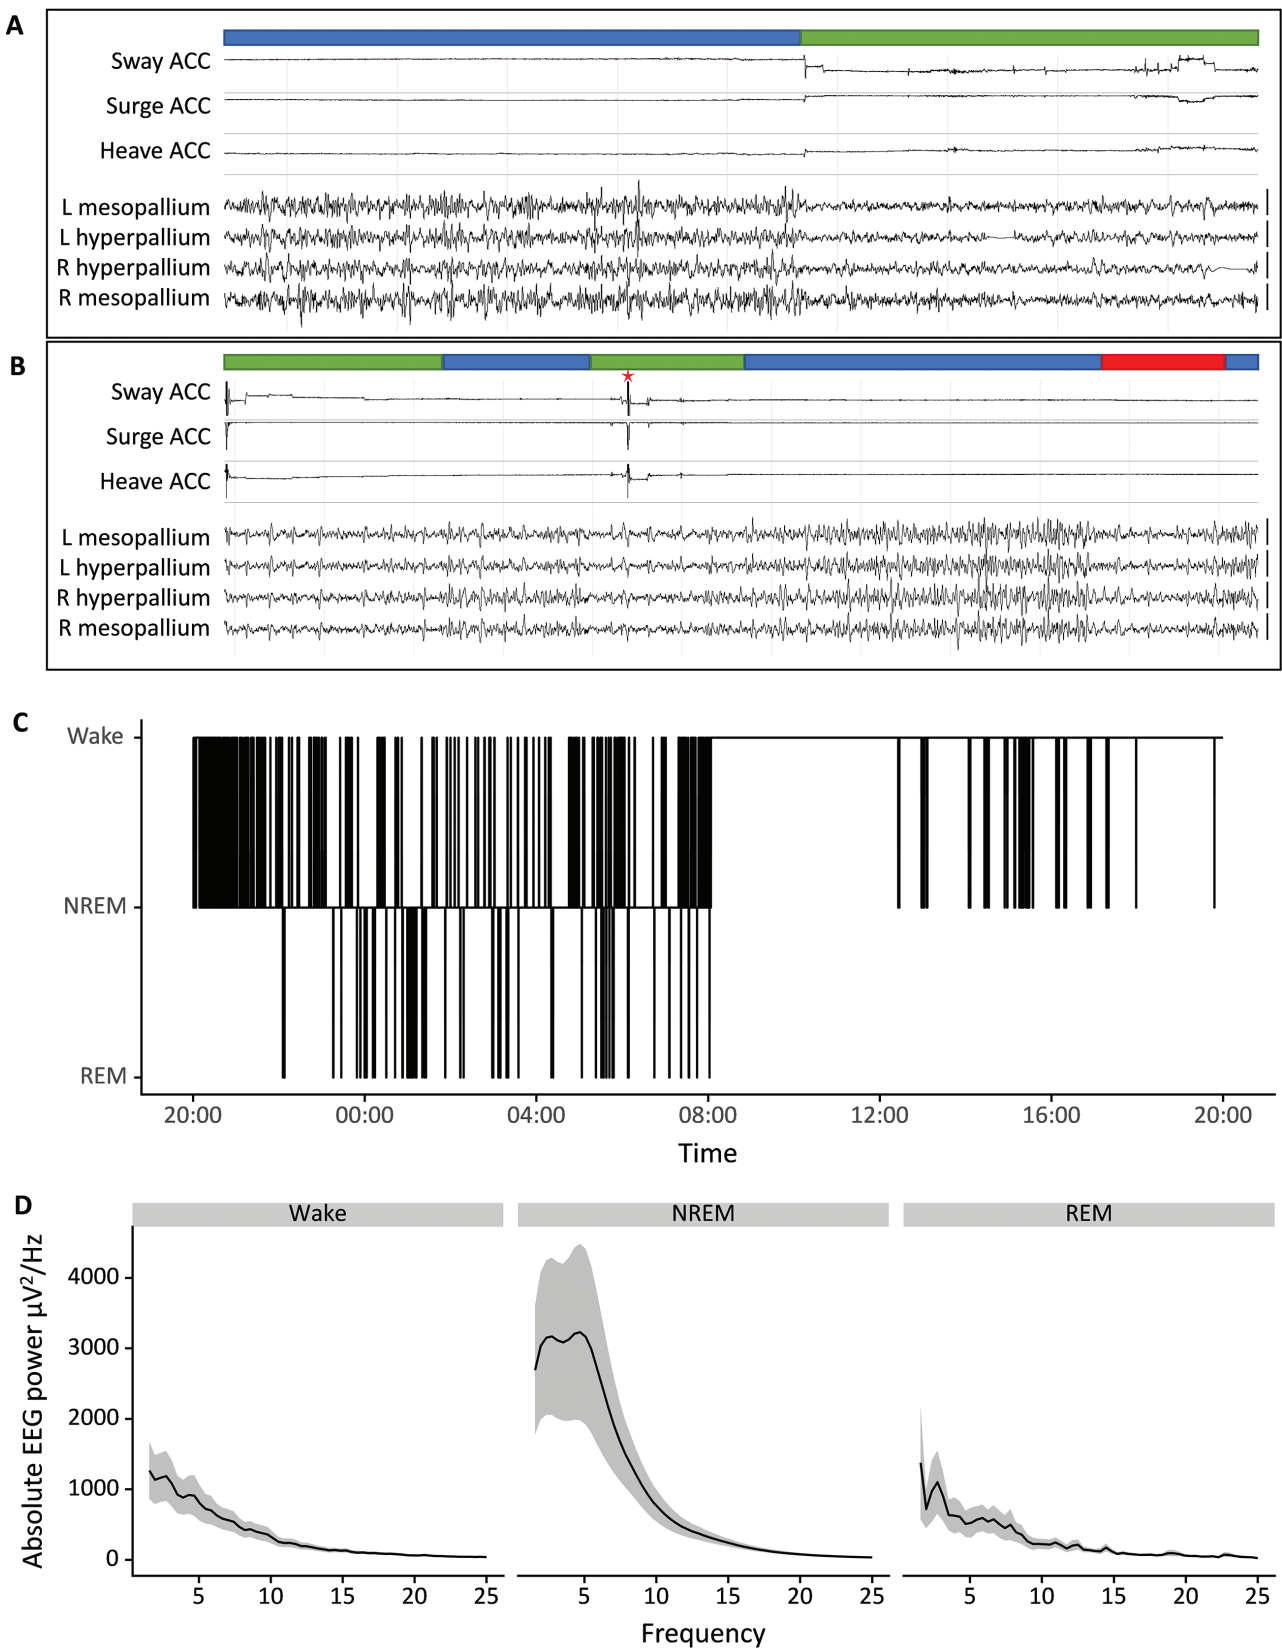 A
Sway ACC
Surge ACC
Heave ACC
L mesopallium
L hyperpallium
R hyperpallium
R mesopallium
B
Sway ACC
Surge ACC
Heave ACC
L mesopallium
L hyperpallium
R hyperpallium
R mesopallium
C
Wake
NREM
REM
20:00 00:00 04:00 08:00 12:00 16:00 20:00
Time
D
Wake NREM REM
Absolute EEG power µV²/Hz
4000
3000
2000
1000
0
5 10 15 20 25 5 10 15 20 25 5 10 15 20 25
Frequency